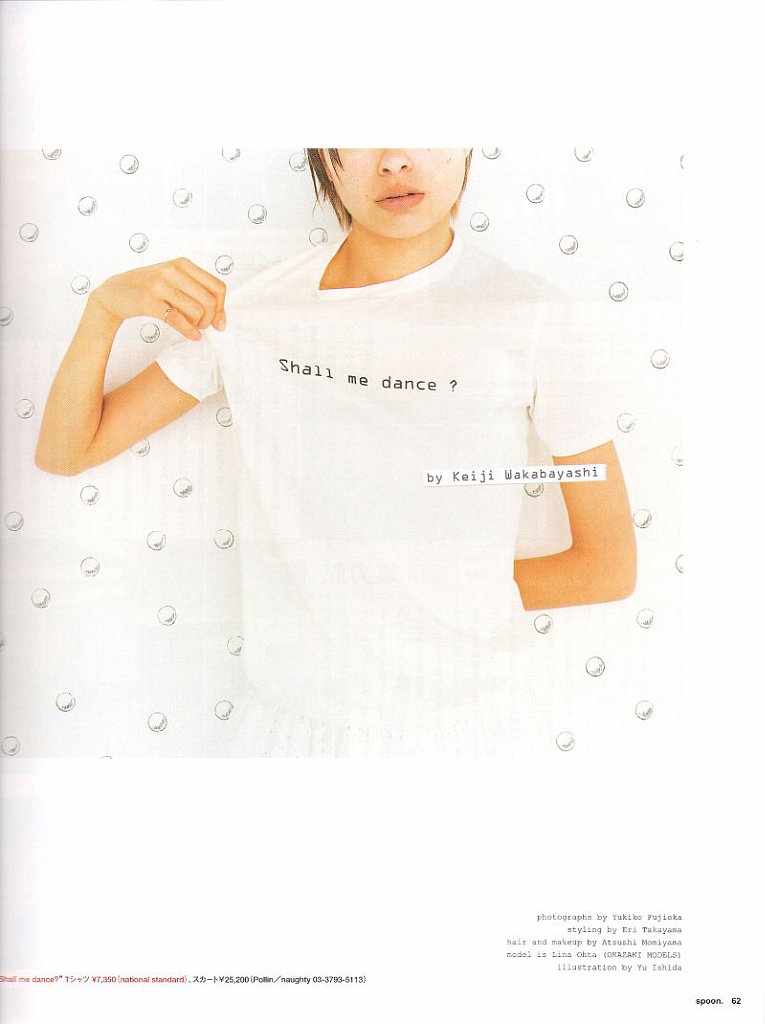 Shall me dance ?
by Keiji Wakabayashi
photographs by Yukiko Fujioka
styling by Eri Takayama
hair and makeup by Atsushi Momiyama
model is Lina Ohta (OKAZAKI MODELS)
illustration by Yu Ishida
Shall me dance?" Tシャツ ¥7,350(national standard)、スカート¥25,200(Pollin／naughty 03-3793-5113)
spoon. 62